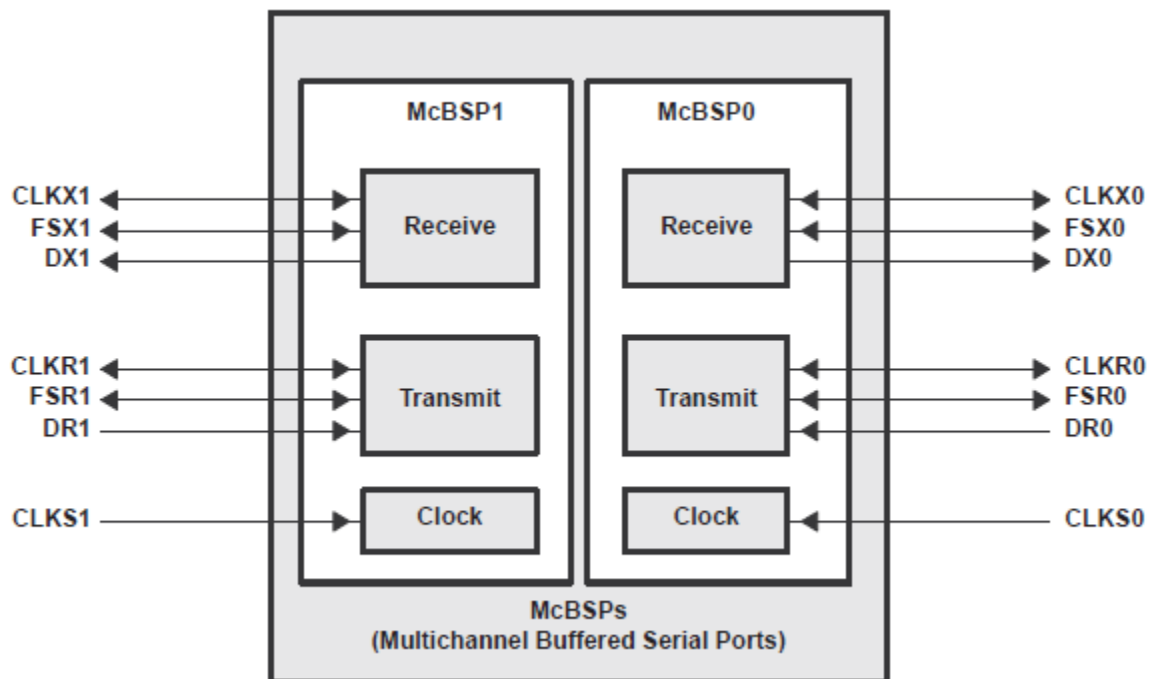 McBSP1
McBSP0
CLKX1
FSX1
DX1
Receive
Receive
CLKX0
FSX0
DX0
CLKR1
FSR1
DR1
Transmit
Transmit
CLKR0
FSR0
DR0
CLKS1
Clock
Clock
CLKS0
McBSPs
(Multichannel Buffered Serial Ports)